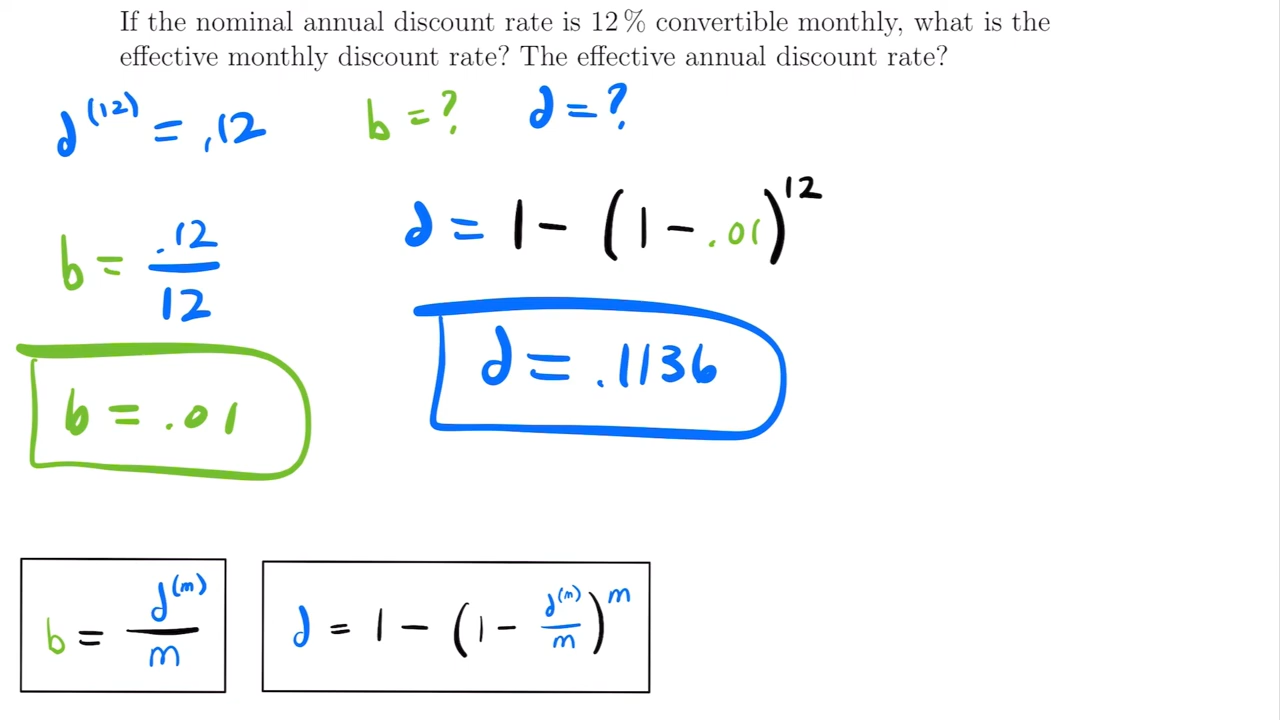 If the nominal annual discount rate is 12 % convertible monthly, what is the
effective monthly discount rate? The effective annual discount rate?
d^(12) = .12
b = ?
d = ?
b = .12/12
d = 1 - (1 - .01)^12
b = .01
d = .1136
b = d^(m)/m
d = 1 - (1 - d^(m)/m)^m